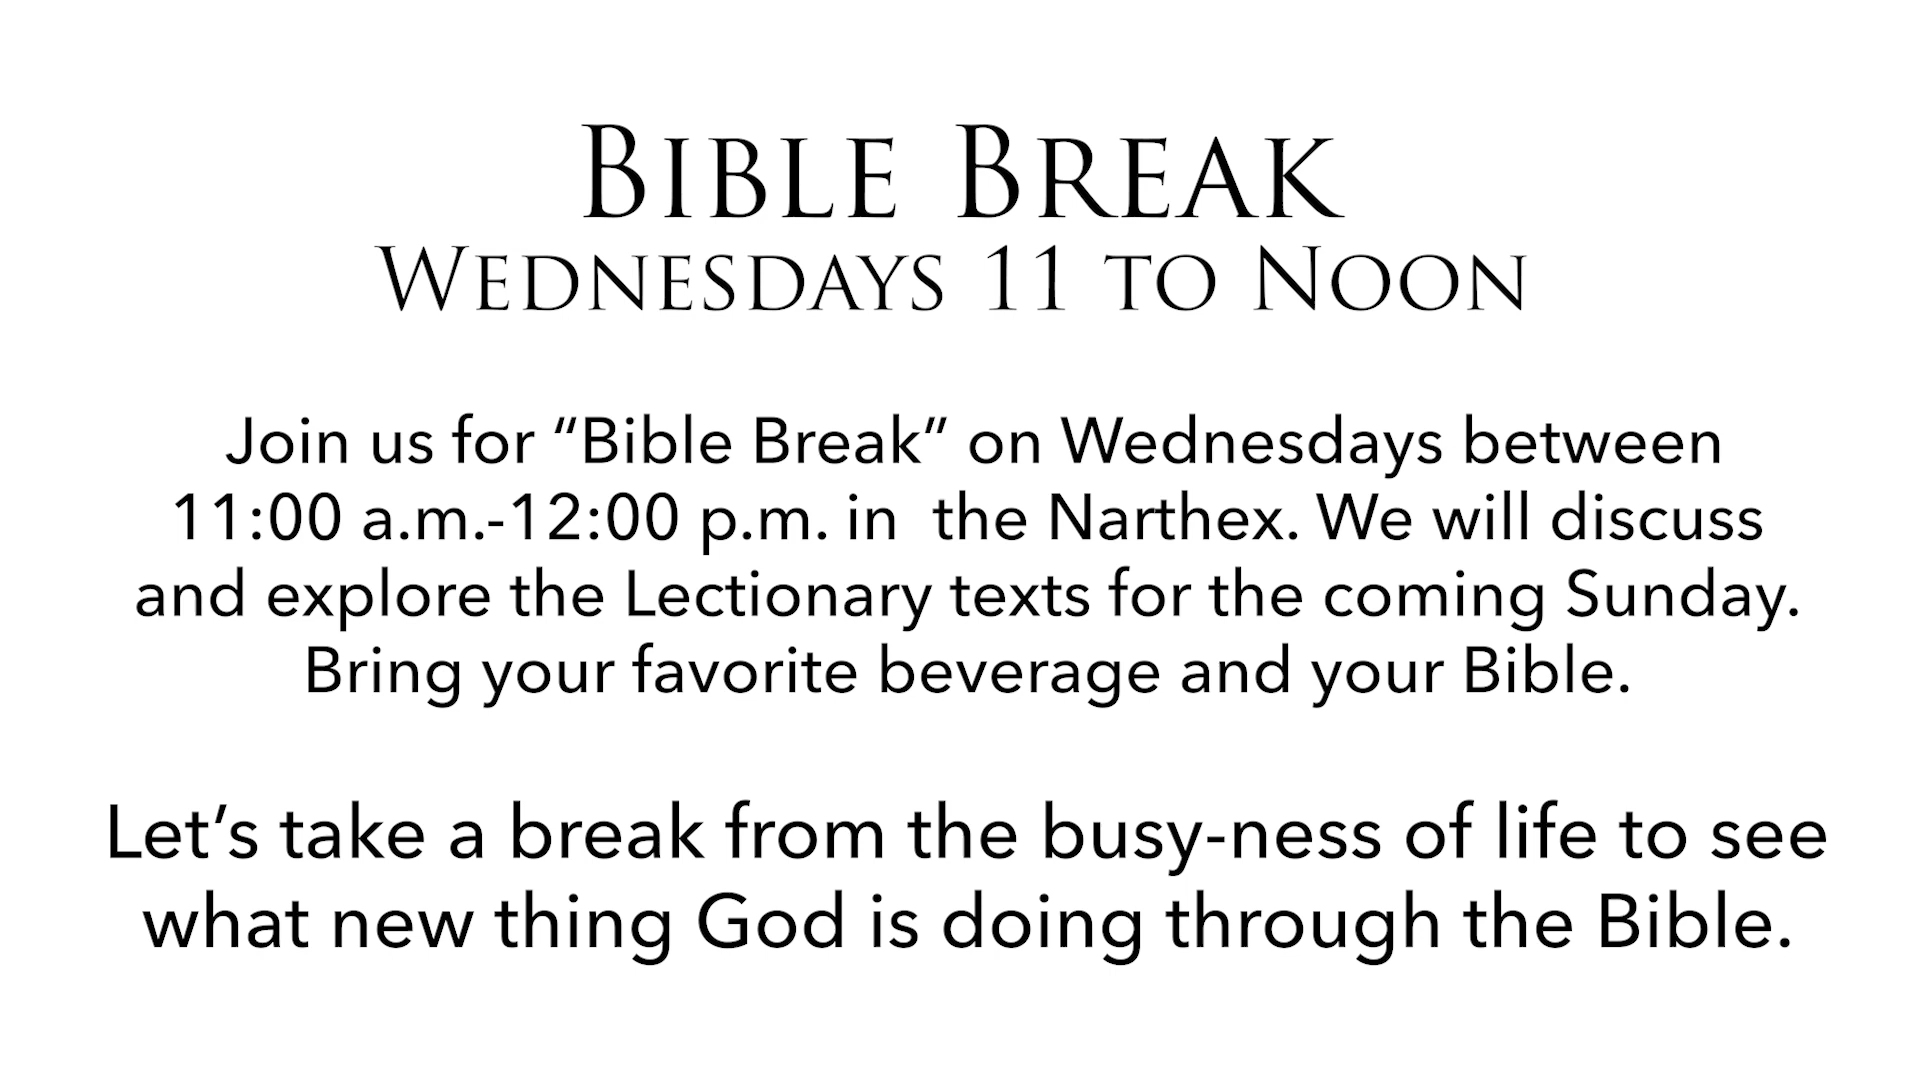 Bible Break
Wednesdays 11 to Noon
Join us for “Bible Break” on Wednesdays between
11:00 a.m.-12:00 p.m. in  the Narthex. We will discuss
and explore the Lectionary texts for the coming Sunday.
Bring your favorite beverage and your Bible.
Let’s take a break from the busy-ness of life to see
what new thing God is doing through the Bible.